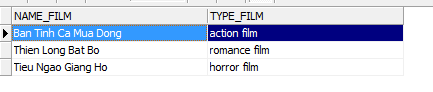 NAME_FILM TYPE_FILM
Ban Tinh Ca Mua Dong action film
Thien Long Bat Bo romance film
Tieu Ngao Giang Ho horror film